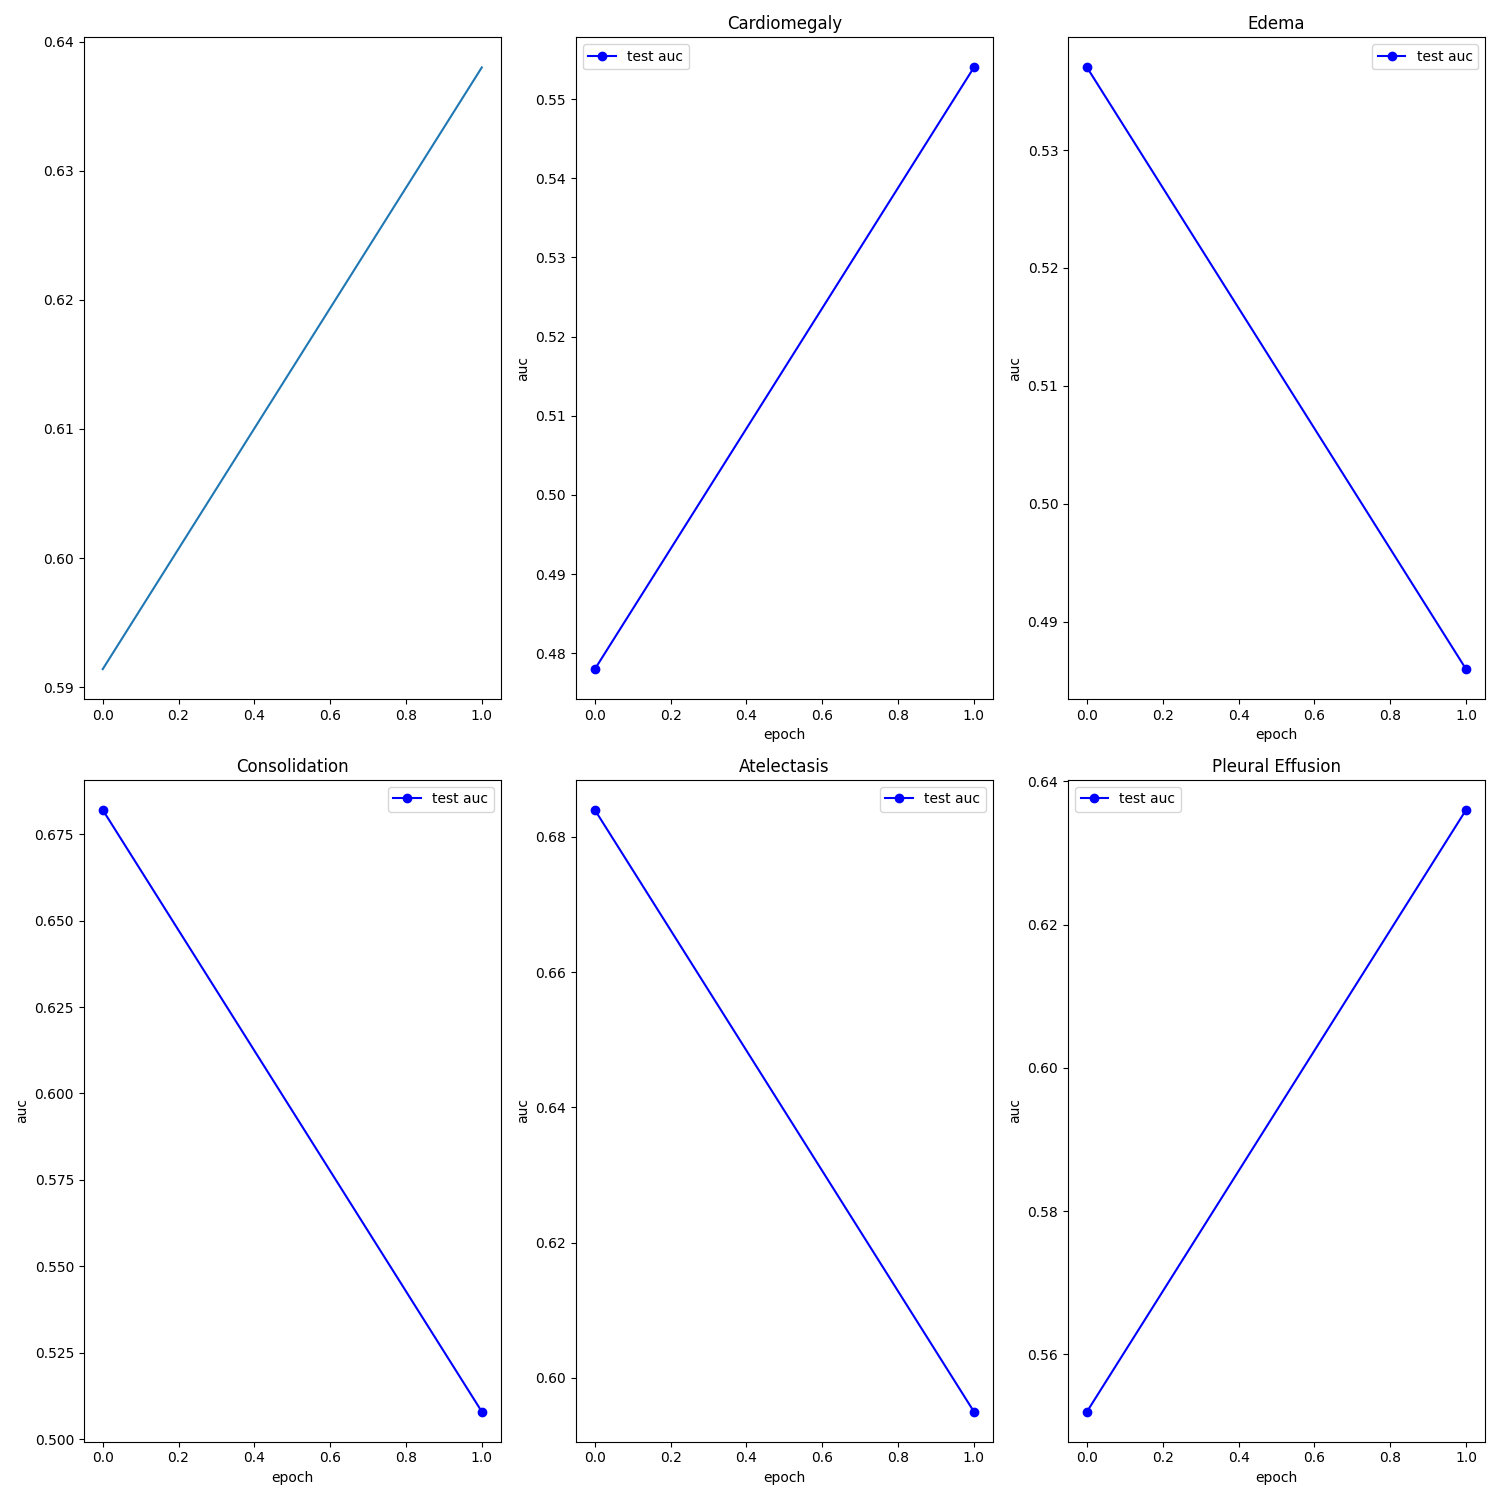 0.64
0.63
0.62
0.61
0.60
0.59
0.0 0.2 0.4 0.6 0.8 1.0
Cardiomegaly
test auc
0.55
0.54
0.53
0.52
0.51
0.50
0.49
0.48
auc
0.0 0.2 0.4 0.6 0.8 1.0
epoch
Edema
test auc
0.53
0.52
0.51
0.50
0.49
auc
0.0 0.2 0.4 0.6 0.8 1.0
epoch
Consolidation
test auc
0.675
0.650
0.625
0.600
0.575
0.550
0.525
0.500
auc
0.0 0.2 0.4 0.6 0.8 1.0
epoch
Atelectasis
test auc
0.68
0.66
0.64
0.62
0.60
auc
0.0 0.2 0.4 0.6 0.8 1.0
epoch
Pleural Effusion
test auc
0.64
0.62
0.60
0.58
0.56
auc
0.0 0.2 0.4 0.6 0.8 1.0
epoch